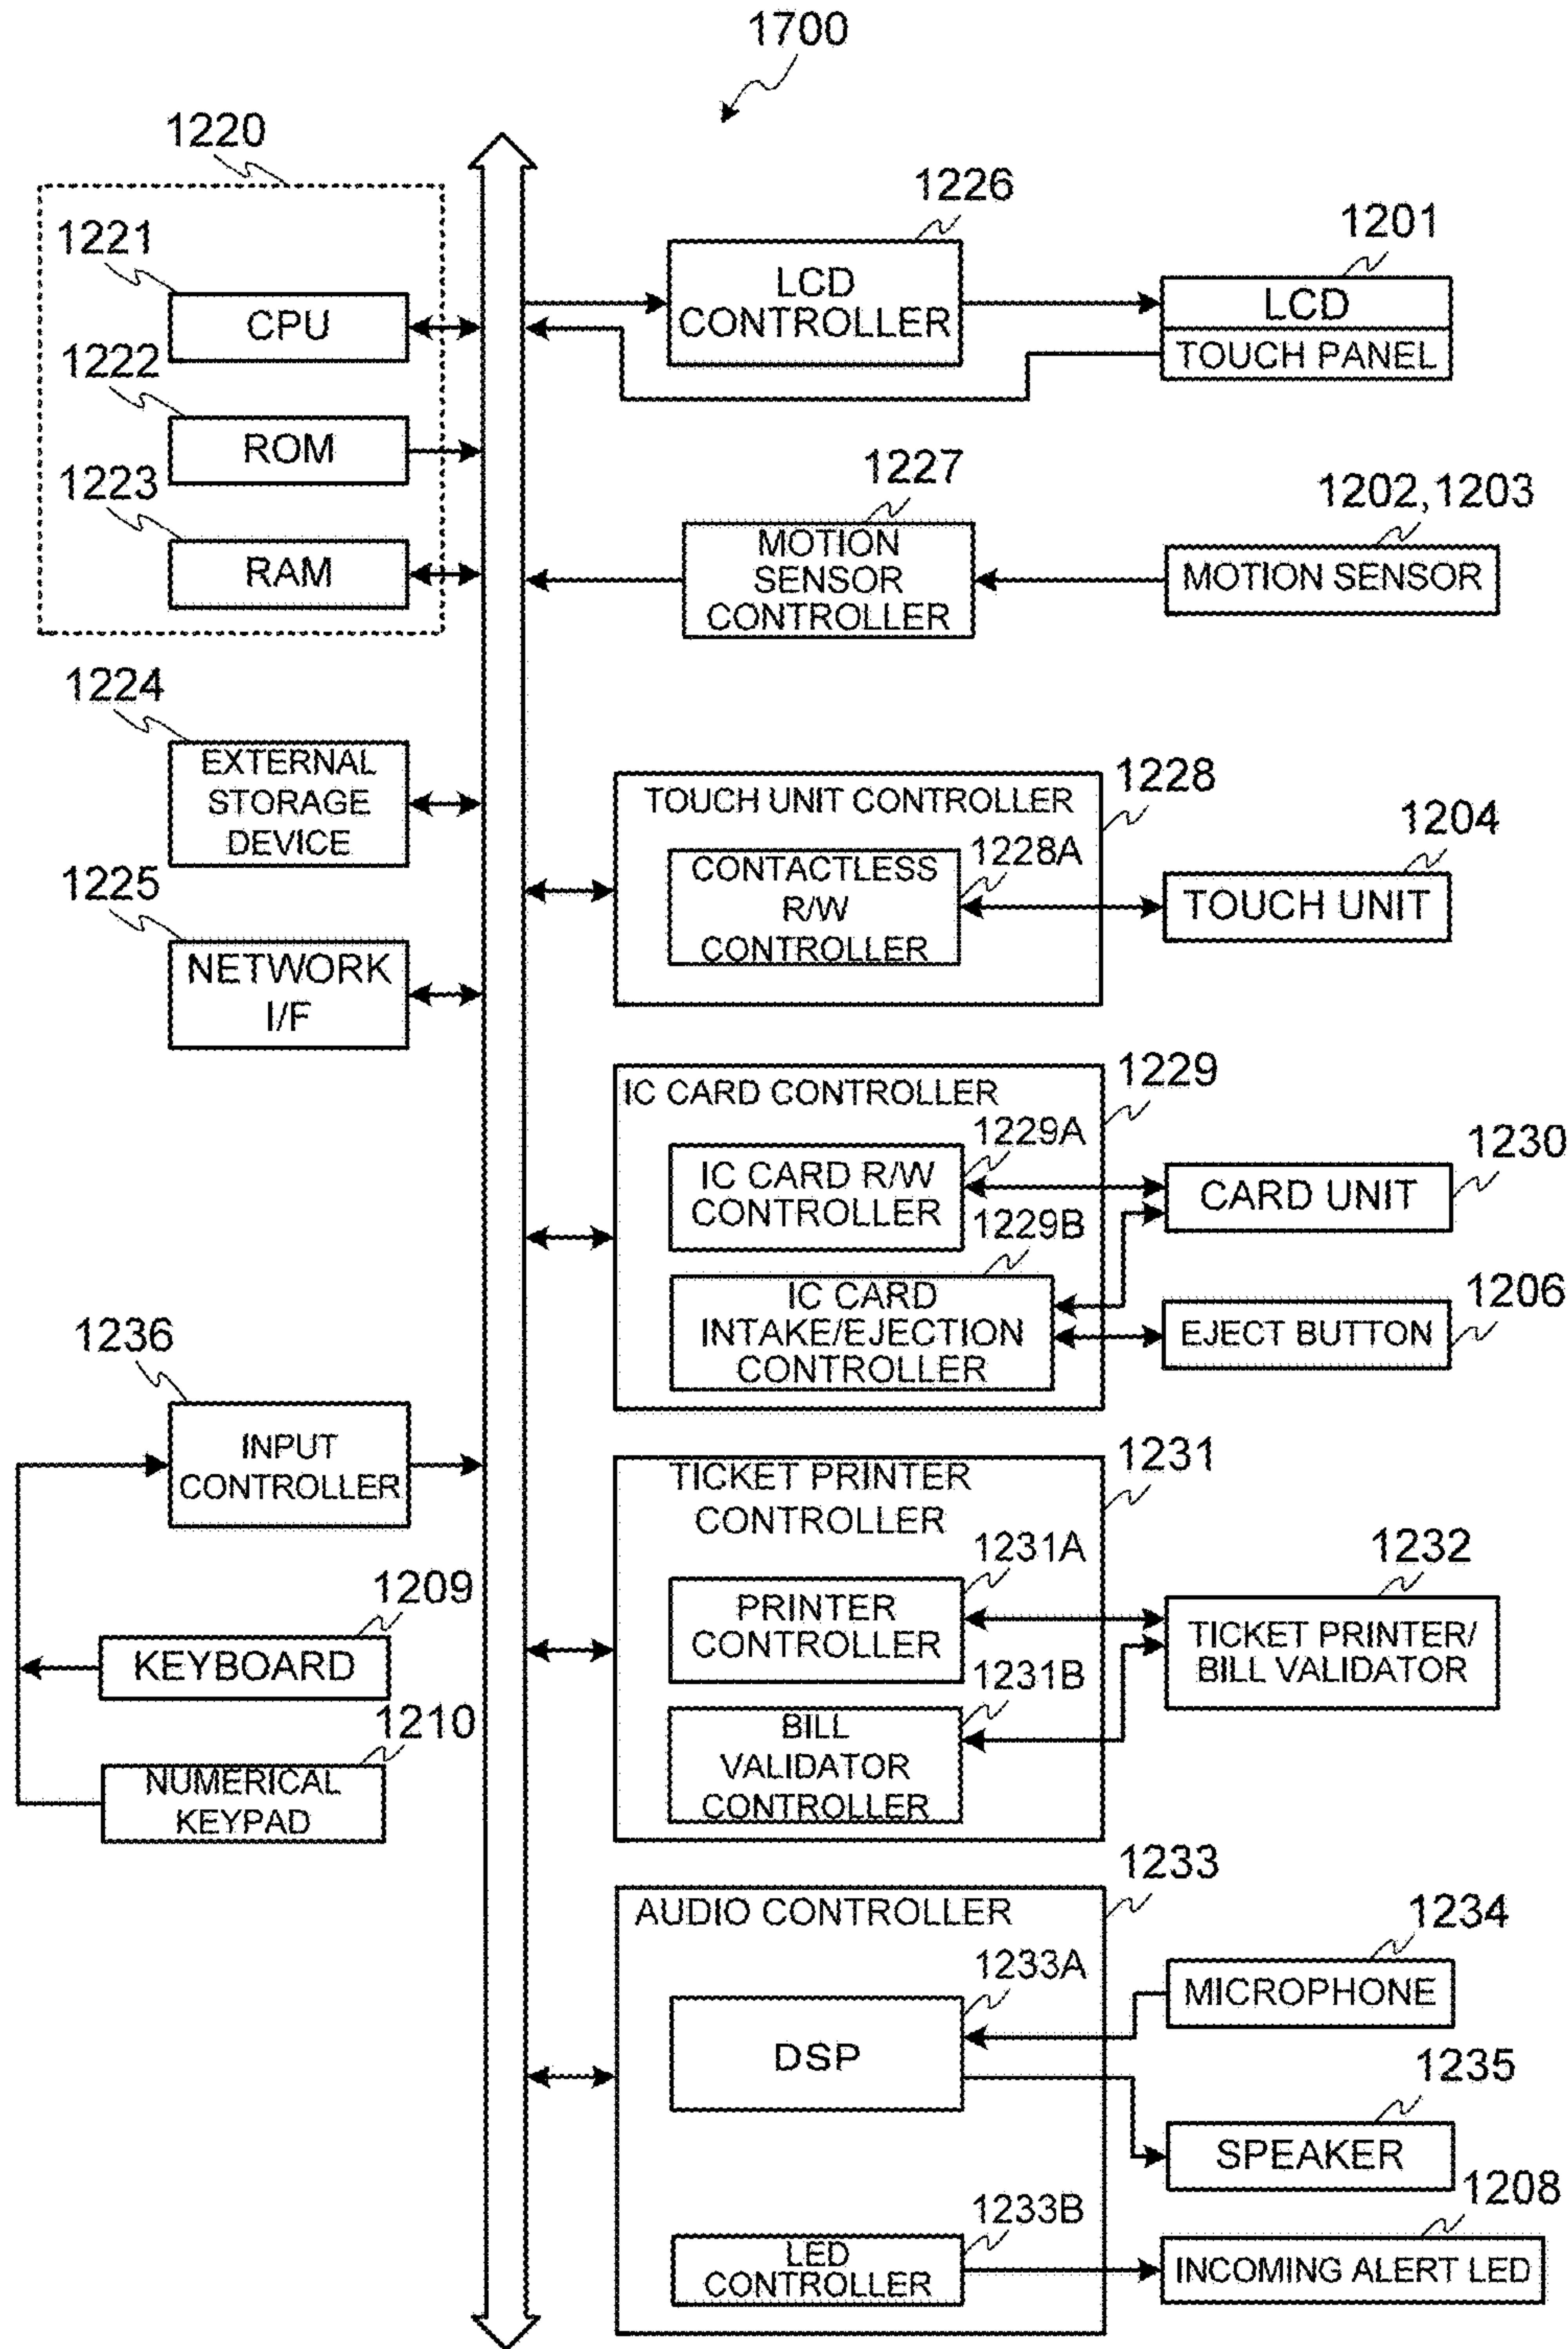 1700
1220
1221
CPU
1222
ROM
1223
RAM
1224
EXTERNAL
STORAGE
DEVICE
1225
NETWORK
I/F
1236
INPUT
CONTROLLER
1209
KEYBOARD
1210
NUMERICAL
KEYPAD
1226
LCD
CONTROLLER
1201
LCD
TOUCH PANEL
1227
MOTION
SENSOR
CONTROLLER
1202,1203
MOTION SENSOR
1228
TOUCH UNIT CONTROLLER
1228A
CONTACTLESS
R/W
CONTROLLER
1204
TOUCH UNIT
1229
IC CARD CONTROLLER
1229A
IC CARD R/W
CONTROLLER
1229B
IC CARD
INTAKE/EJECTION
CONTROLLER
1230
CARD UNIT
1206
EJECT BUTTON
1231
TICKET PRINTER
CONTROLLER
1231A
PRINTER
CONTROLLER
1231B
BILL
VALIDATOR
CONTROLLER
1232
TICKET PRINTER/
BILL VALIDATOR
1233
AUDIO CONTROLLER
1233A
DSP
1234
MICROPHONE
1235
SPEAKER
1233B
LED
CONTROLLER
1208
INCOMING ALERT LED